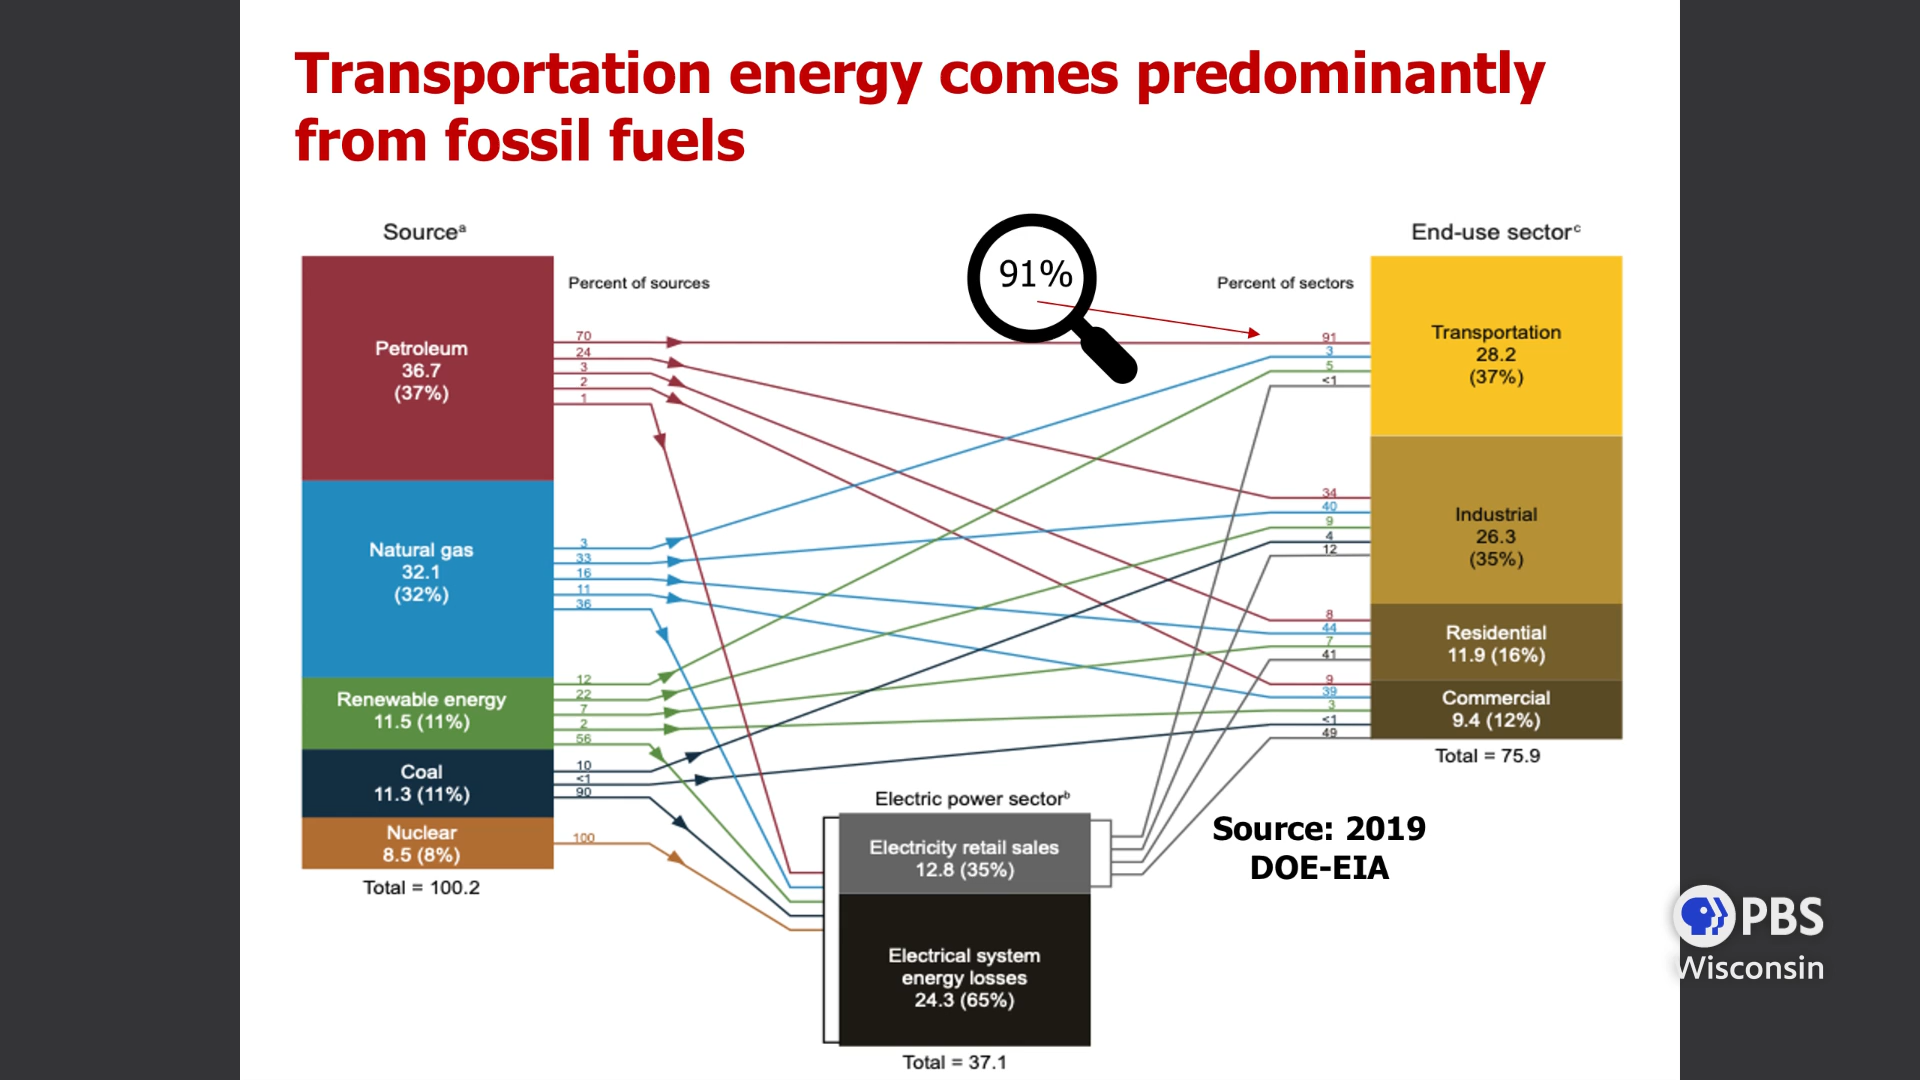 Transportation energy comes predominantly
from fossil fuels
Sourceᵃ
Percent of sources
91%
Percent of sectors
End-use sectorᶜ
Petroleum
36.7
(37%)
70
24
3
2
1
Natural gas
32.1
(32%)
3
33
16
11
36
Renewable energy
11.5 (11%)
12
22
7
2
56
Coal
11.3 (11%)
10
<1
90
Nuclear
8.5 (8%)
100
Total = 100.2
91
3
5
<1
Transportation
28.2
(37%)
34
40
9
4
12
Industrial
26.3
(35%)
8
44
7
41
Residential
11.9 (16%)
9
39
3
<1
49
Commercial
9.4 (12%)
Total = 75.9
Electric power sectorᵇ
Electricity retail sales
12.8 (35%)
Electrical system
energy losses
24.3 (65%)
Total = 37.1
Source: 2019
DOE-EIA
PBS
Wisconsin